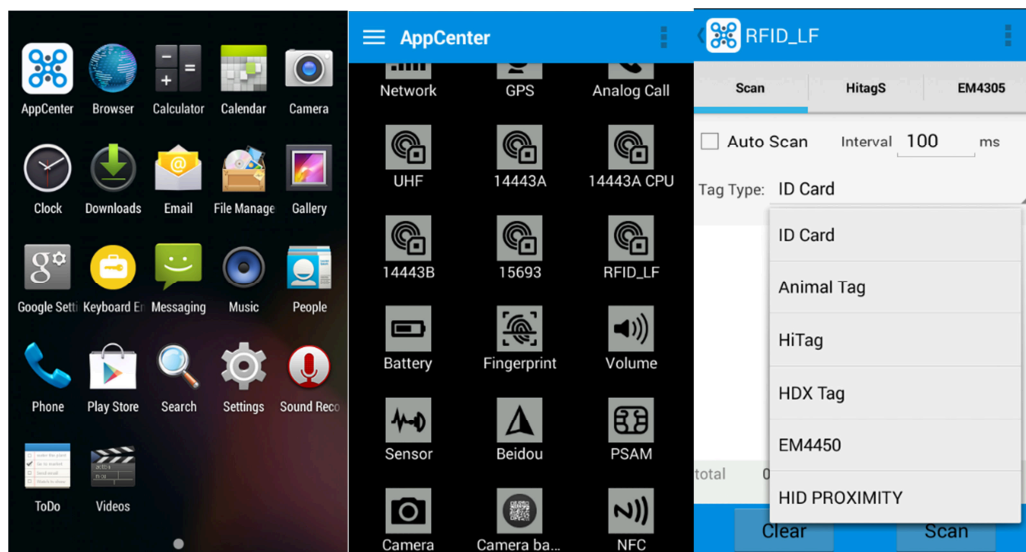 AppCenter Browser Calculator Calendar Camera
Clock Downloads Email File Manage Gallery
Google Setti Keyboard En Messaging Music People
Phone Play Store Search Settings Sound Reco
ToDo Videos
AppCenter
Network GPS Analog Call
UHF 14443A 14443A CPU
14443B 15693 RFID_LF
Battery Fingerprint Volume
Sensor Beidou PSAM
Camera Camera ba... NFC
RFID_LF
Scan HitagS EM4305
Auto Scan Interval 100 ms
Tag Type: ID Card
ID Card
Animal Tag
HiTag
HDX Tag
EM4450
total 0
HID PROXIMITY
Clear Scan